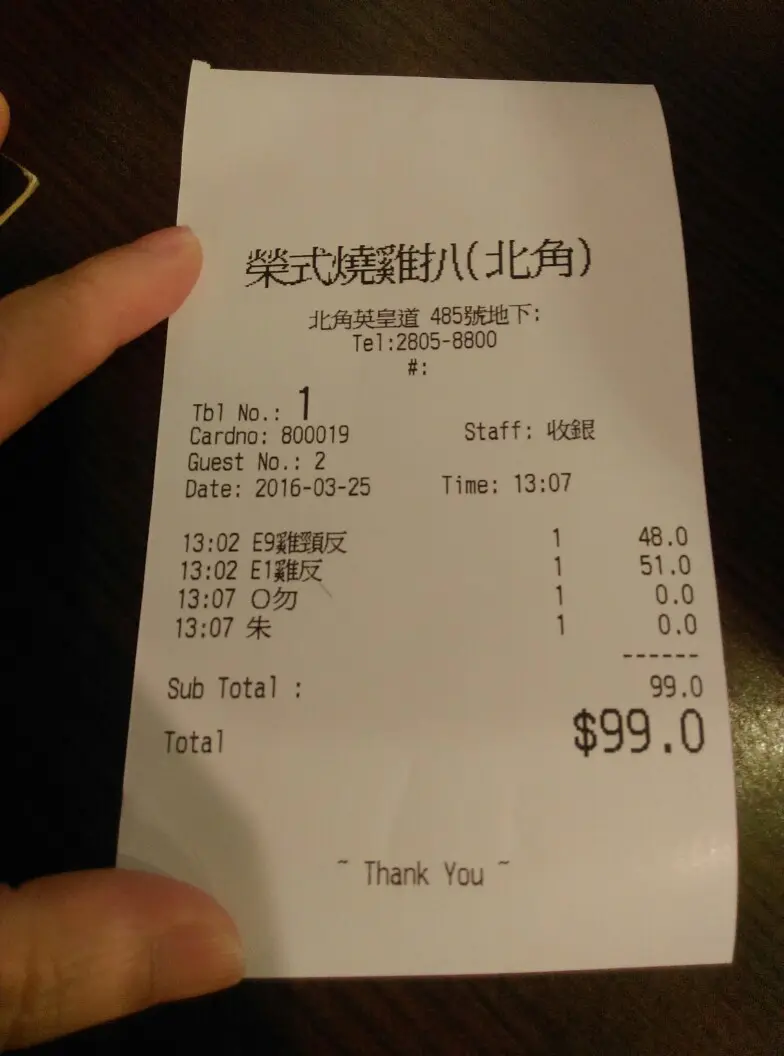 榮式燒雞扒(北角)
北角英皇道 485號地下:
Tel:2805-8800
#:
Tbl No.: 1
Cardno: 800019 Staff: 收銀
Guest No.: 2
Date: 2016-03-25 Time: 13:07
13:02 E9雞頸反 1 48.0
13:02 E1雞反 1 51.0
13:07 O勿 1 0.0
13:07 朱 1 0.0
------
Sub Total : 99.0
Total $99.0
~ Thank You ~